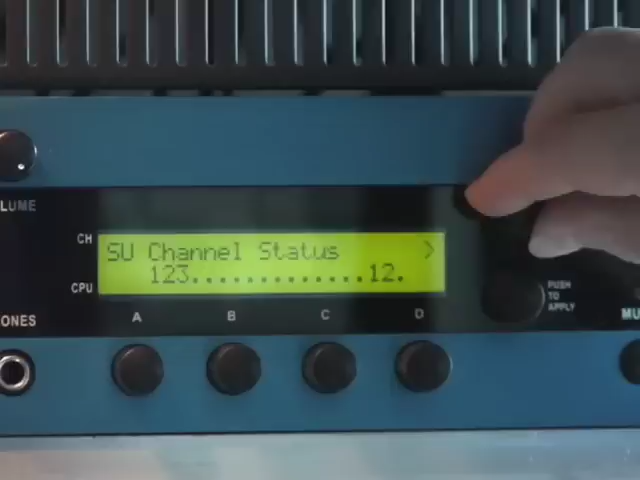 LUME
CH
SU Channel Status >
123.............12.
CPU
PUSH
TO
APPLY
ONES
A B C D
MU